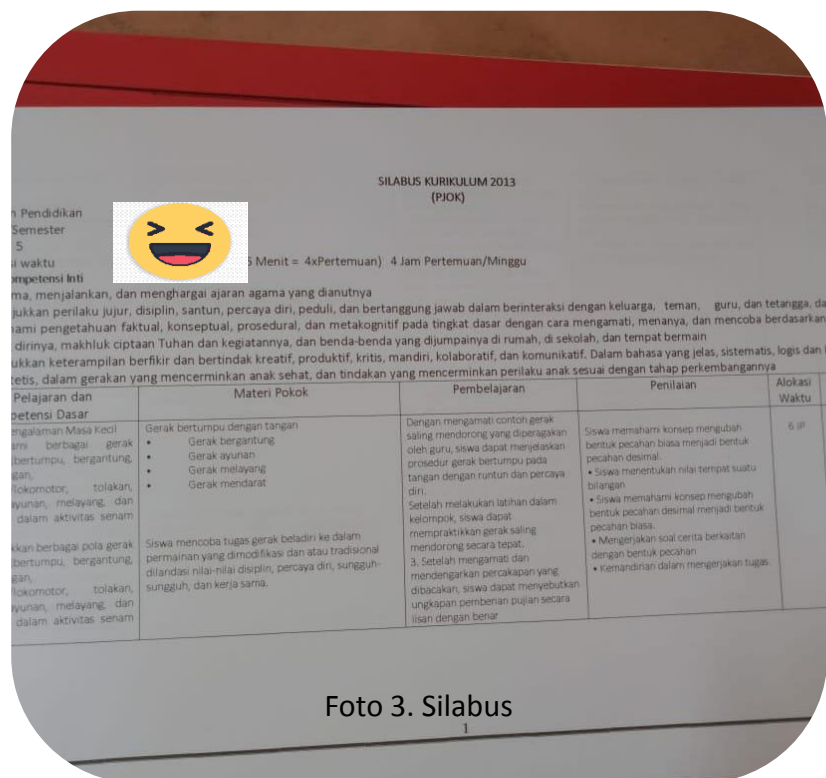 SILABUS KURIKULUM 2013
(PJOK)
Pendidikan
Semester
5
waktu
Menit = 4xPertemuan) 4 Jam Pertemuan/Minggu
ompetensi Inti
ma, menjalankan, dan menghargai ajaran agama yang dianutnya
jukkan perilaku jujur, disiplin, santun, percaya diri, peduli, dan bertanggung jawab dalam berinteraksi dengan keluarga, teman, guru, dan tetangga, da
ami pengetahuan faktual, konseptual, prosedural, dan metakognitif pada tingkat dasar dengan cara mengamati, menanya, dan mencoba berdasarkan
dirinya, makhluk ciptaan Tuhan dan kegiatannya, dan benda-benda yang dijumpainya di rumah, di sekolah, dan tempat bermain
ukkan keterampilan berfikir dan bertindak kreatif, produktif, kritis, mandiri, kolaboratif, dan komunikatif. Dalam bahasa yang jelas, sistematis, logis dan
tetis, dalam gerakan yang mencerminkan anak sehat, dan tindakan yang mencerminkan perilaku anak sesuai dengan tahap perkembangannya
Pelajaran dan
petensi Dasar
Materi Pokok
Pembelajaran
Penilaian
Alokasi
Waktu
engalaman Masa Kecil
ami berbagai gerak
bertumpu, bergantung,
gan,
lokomotor, tolakan,
ayunan, melayang, dan
dalam aktivitas senam
kkan berbagai pola gerak
bertumpu, bergantung,
gan,
lokomotor, tolakan,
ayunan, melayang, dan
dalam aktivitas senam
Gerak bertumpu dengan tangan
• Gerak bergantung
• Gerak ayunan
• Gerak melayang
• Gerak mendarat
Siswa mencoba tugas gerak beladiri ke dalam
permainan yang dimodifikasi dan atau tradisional
dilandasi nilai-nilai disiplin, percaya diri, sungguh-
sungguh, dan kerja sama.
Dengan mengamati contoh gerak
saling mendorong yang diperagakan
oleh guru, siswa dapat menjelaskan
prosedur gerak bertumpu pada
tangan dengan runtun dan percaya
diri.
Setelah melakukan latihan dalam
kelompok, siswa dapat
mempraktikkan gerak saling
mendorong secara tepat.
3. Setelah mengamati dan
mendengarkan percakapan yang
dibacakan, siswa dapat menyebutkan
ungkapan pemberian pujian secara
lisan dengan benar
Siswa memahami konsep mengubah
bentuk pecahan biasa menjadi bentuk
pecahan desimal.
• Siswa menentukan nilai tempat suatu
bilangan
• Siswa memahami konsep mengubah
bentuk pecahan desimal menjadi bentuk
pecahan biasa.
• Mengerjakan soal cerita berkaitan
dengan bentuk pecahan
• Kemandirian dalam mengerjakan tugas.
6 JP
Foto 3. Silabus
1